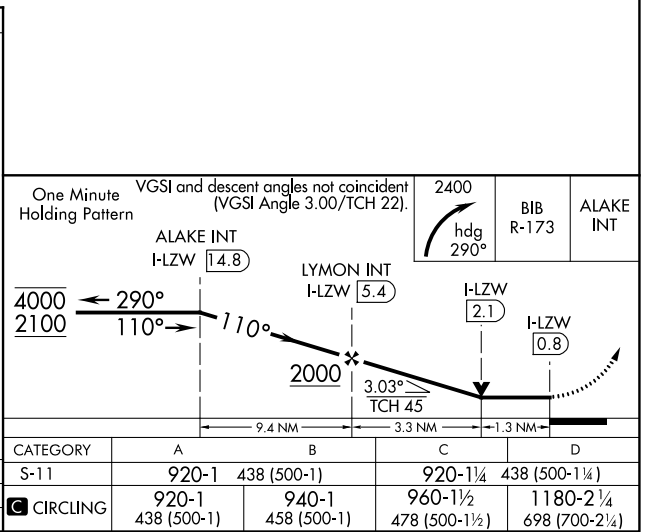 One Minute
Holding Pattern
VGSI and descent angles not coincident
(VGSI Angle 3.00/TCH 22).
2400
hdg
290°
BIB
R-173
ALAKE
INT
ALAKE INT
I-LZW 14.8
LYMON INT
I-LZW 5.4
I-LZW
2.1
I-LZW
0.8
4000
2100
290°
110°
110°
2000
3.03°
TCH 45
9.4 NM
3.3 NM
1.3 NM
CATEGORY A B C D
S-11 920-1 438 (500-1) 920-1¼ 438 (500-1¼)
C CIRCLING 920-1 940-1 960-1½ 1180-2¼
438 (500-1) 458 (500-1) 478 (500-1½) 698 (700-2¼)